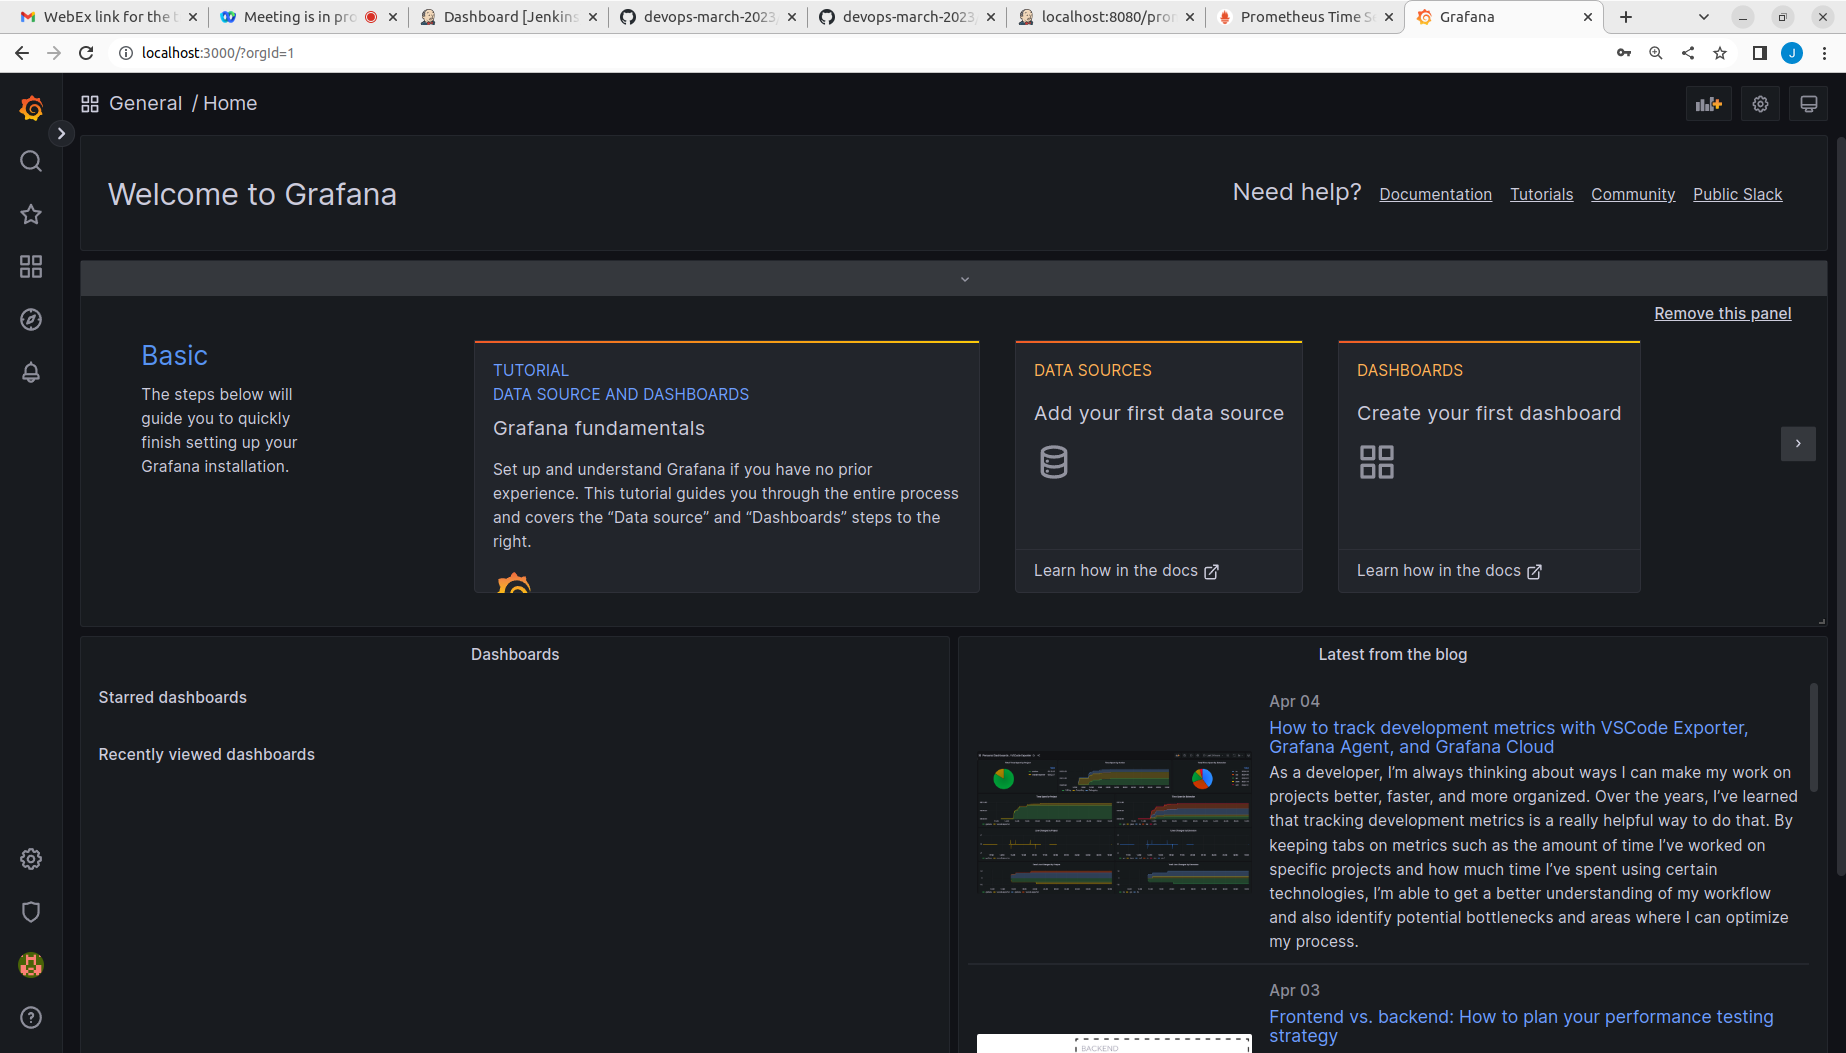 WebEx link for the t
Meeting is in pro
Dashboard [Jenkins
devops-march-2023/
devops-march-2023/
localhost:8080/pro
Prometheus Time Se
Grafana
localhost:3000/?orgId=1
J
General / Home
Welcome to Grafana
Need help? Documentation Tutorials Community Public Slack
Remove this panel
Basic
The steps below will
guide you to quickly
finish setting up your
Grafana installation.
TUTORIAL
DATA SOURCE AND DASHBOARDS
Grafana fundamentals
Set up and understand Grafana if you have no prior
experience. This tutorial guides you through the entire process
and covers the “Data source” and “Dashboards” steps to the
right.
DATA SOURCES
Add your first data source
Learn how in the docs
DASHBOARDS
Create your first dashboard
Learn how in the docs
Dashboards
Starred dashboards
Recently viewed dashboards
Latest from the blog
Apr 04
How to track development metrics with VSCode Exporter,
Grafana Agent, and Grafana Cloud
As a developer, I’m always thinking about ways I can make my work on
projects better, faster, and more organized. Over the years, I’ve learned
that tracking development metrics is a really helpful way to do that. By
keeping tabs on metrics such as the amount of time I’ve worked on
specific projects and how much time I’ve spent using certain
technologies, I’m able to get a better understanding of my workflow
and also identify potential bottlenecks and areas where I can optimize
my process.
Apr 03
Frontend vs. backend: How to plan your performance testing
strategy
BACKEND